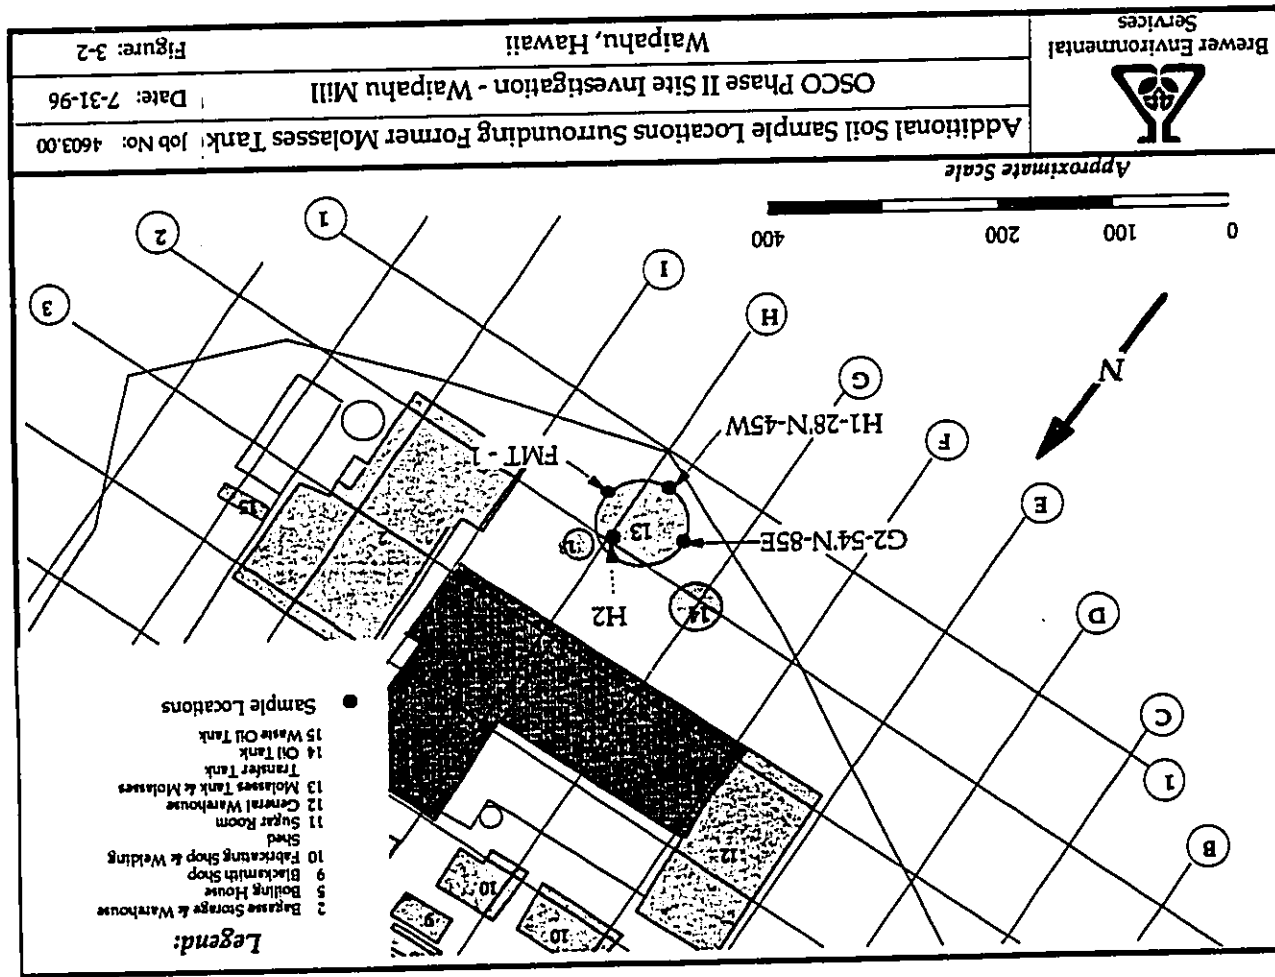 Legend:
2 Bagasse Storage & Warehouse
5 Boiling House
9 Blacksmith Shop
10 Fabricating Shop & Welding
Shed
11 Sugar Room
12 General Warehouse
13 Molasses Tank & Molasses
Transfer Tank
14 Oil Tank
15 Waste Oil Tank
● Sample Locations
B
1
C
D
E
F
G
H
I
1
2
3
9
10
10
12
14
13
13
2
15
H2
G2-54'N-85E
FMT - 1
H1-28'N-45W
N
0
100
200
400
Approximate Scale
Brewer Environmental
Services
Additional Soil Sample Locations Surrounding Former Molasses Tank
Job No: 4603.00
OSCO Phase II Site Investigation - Waipahu Mill
Date: 7-31-96
Waipahu, Hawaii
Figure: 3-2